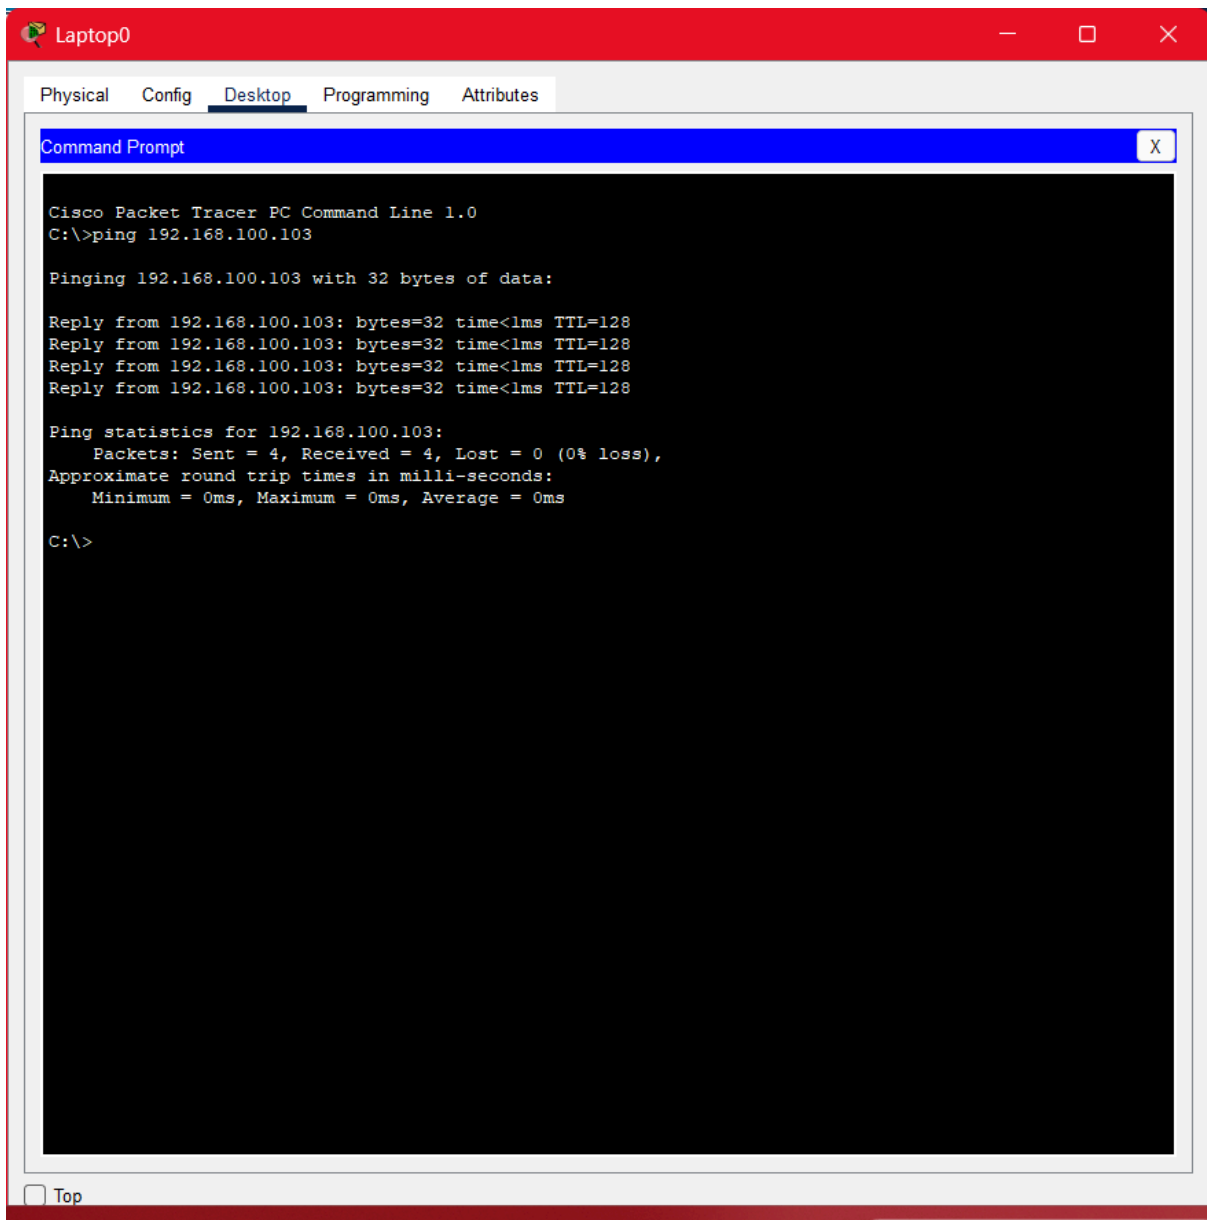 Laptop0
Physical Config Desktop Programming Attributes
Command Prompt
X
Cisco Packet Tracer PC Command Line 1.0
C:\>ping 192.168.100.103
Pinging 192.168.100.103 with 32 bytes of data:
Reply from 192.168.100.103: bytes=32 time<1ms TTL=128
Reply from 192.168.100.103: bytes=32 time<1ms TTL=128
Reply from 192.168.100.103: bytes=32 time<1ms TTL=128
Reply from 192.168.100.103: bytes=32 time<1ms TTL=128
Ping statistics for 192.168.100.103:
Packets: Sent = 4, Received = 4, Lost = 0 (0% loss),
Approximate round trip times in milli-seconds:
Minimum = 0ms, Maximum = 0ms, Average = 0ms
C:\>
Top